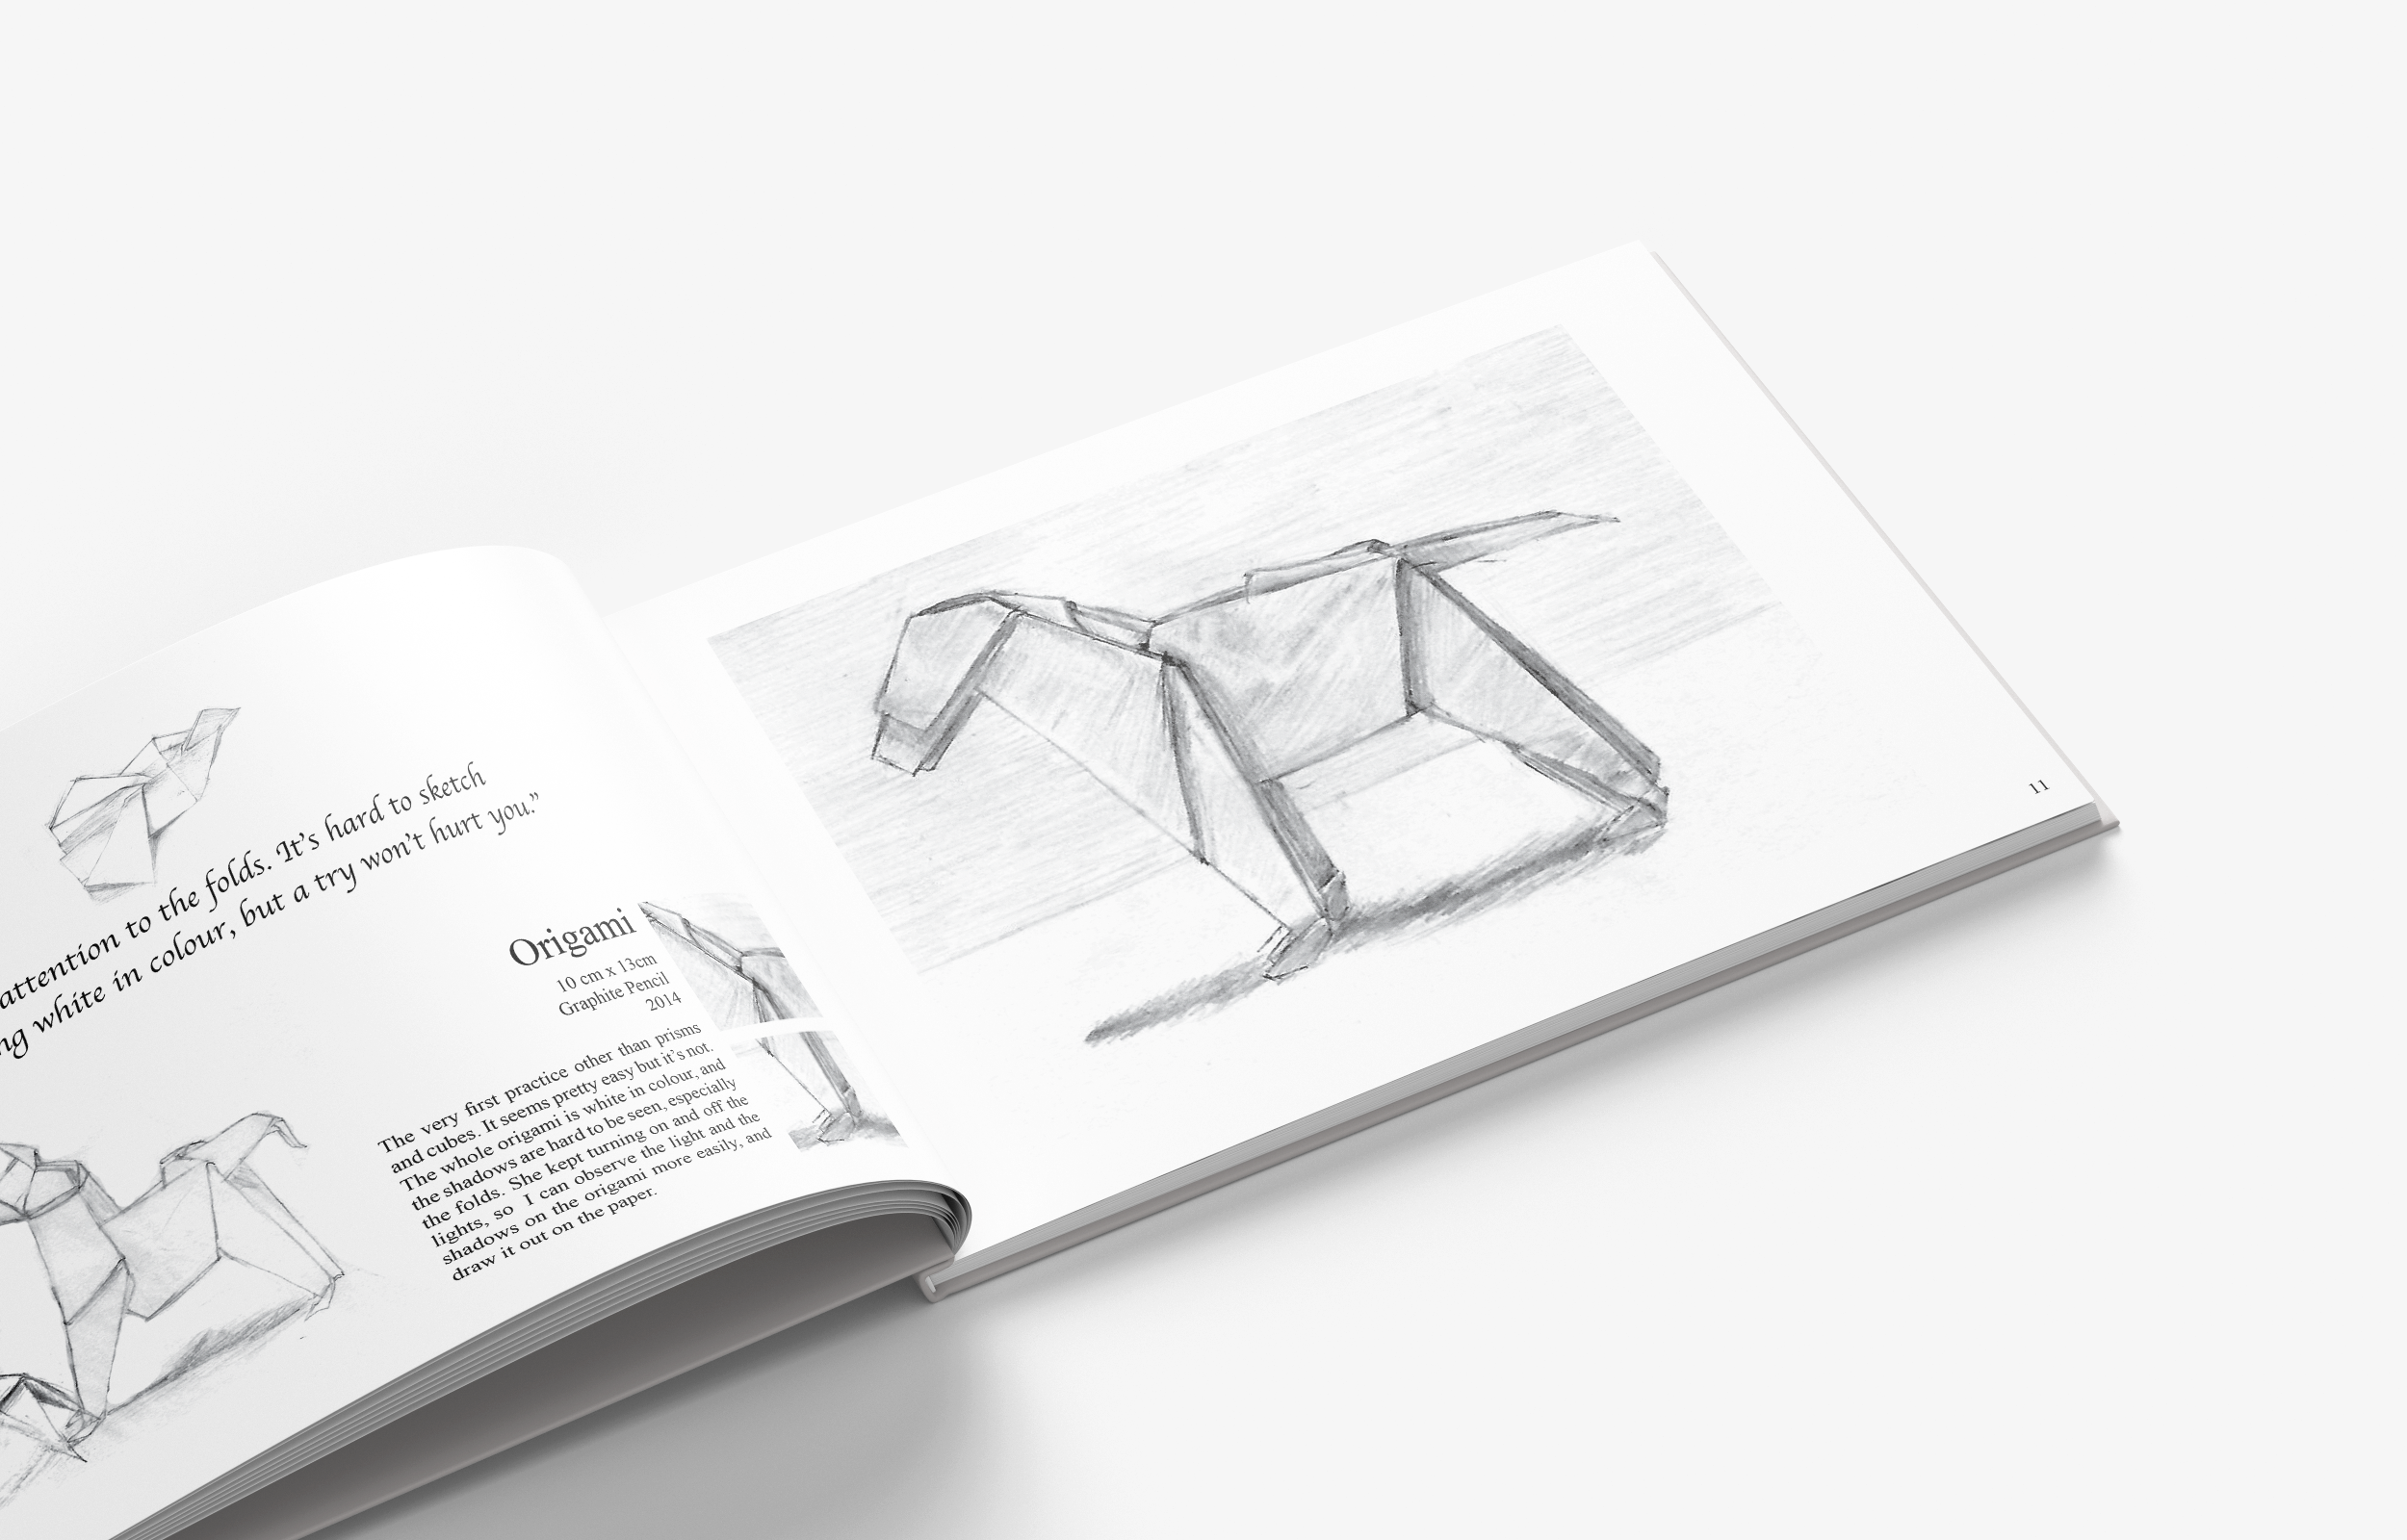 attention to the folds. It's hard to sketch
white in colour, but a try won't hurt you."
Origami
10 cm x 13cm
Graphite Pencil
2014
The very first practice other than prisms
and cubes. It seems pretty easy but it's not.
The whole origami is white in colour, and
the shadows are hard to be seen, especially
the folds. She kept turning on and off the
lights, so I can observe the light and the
shadows on the origami more easily, and
draw it out on the paper.
11